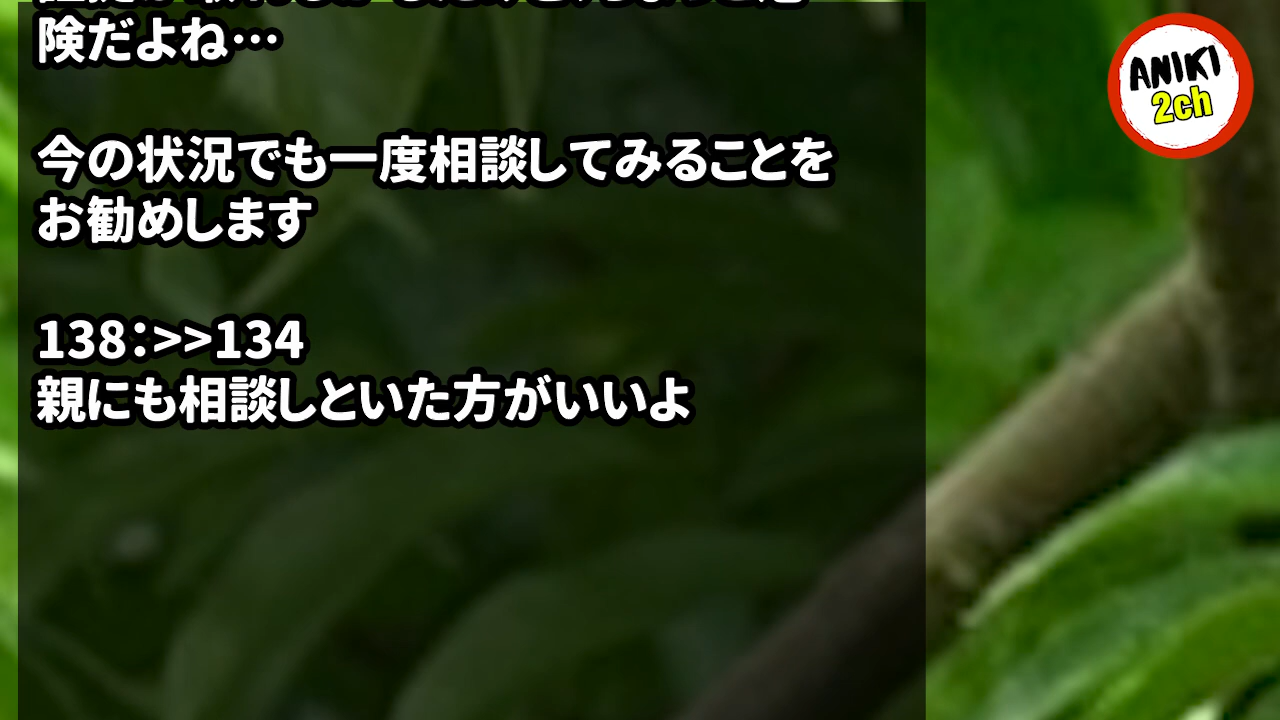 険だよね…
今の状況でも一度相談してみることを
お勧めします
138：>>134
親にも相談しといた方がいいよ
ANIKI
2ch